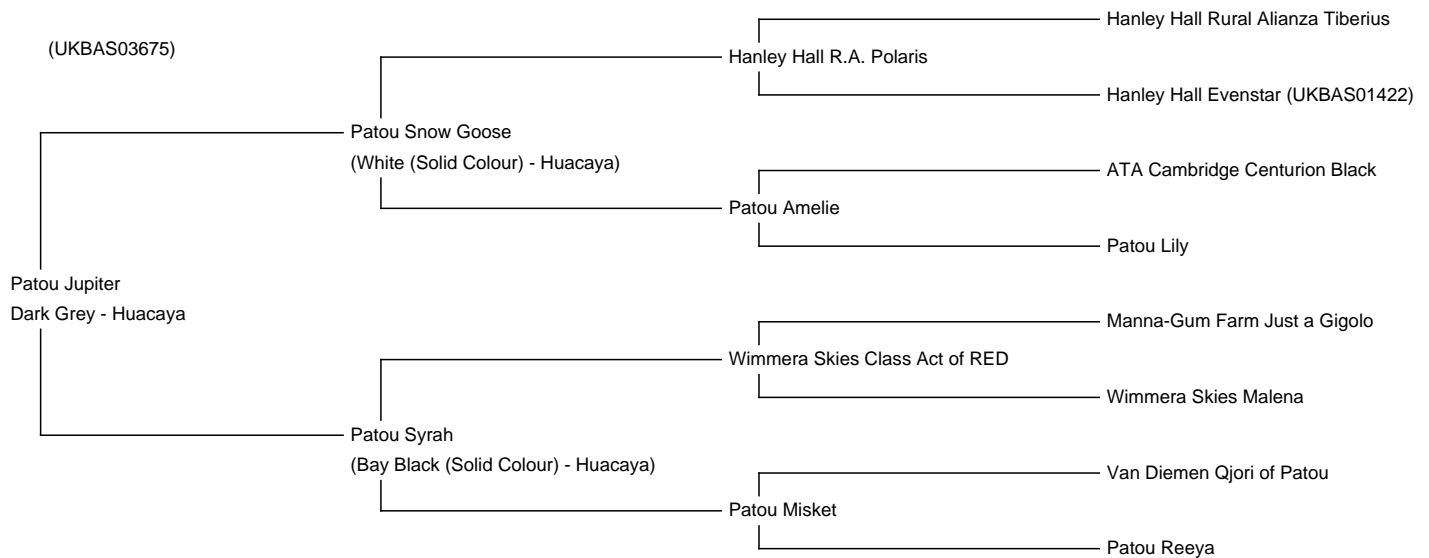 (UKBAS03675)
Hanley Hall Rural Alianza Tiberius
Hanley Hall R.A. Polaris
Hanley Hall Evenstar (UKBAS01422)
Patou Snow Goose
(White (Solid Colour) - Huacaya)
ATA Cambridge Centurion Black
Patou Amelie
Patou Lily
Patou Jupiter
Dark Grey - Huacaya
Manna-Gum Farm Just a Gigolo
Wimmera Skies Class Act of RED
Wimmera Skies Malena
Patou Syrah
(Bay Black (Solid Colour) - Huacaya)
Van Diemen Qjori of Patou
Patou Misket
Patou Reeya